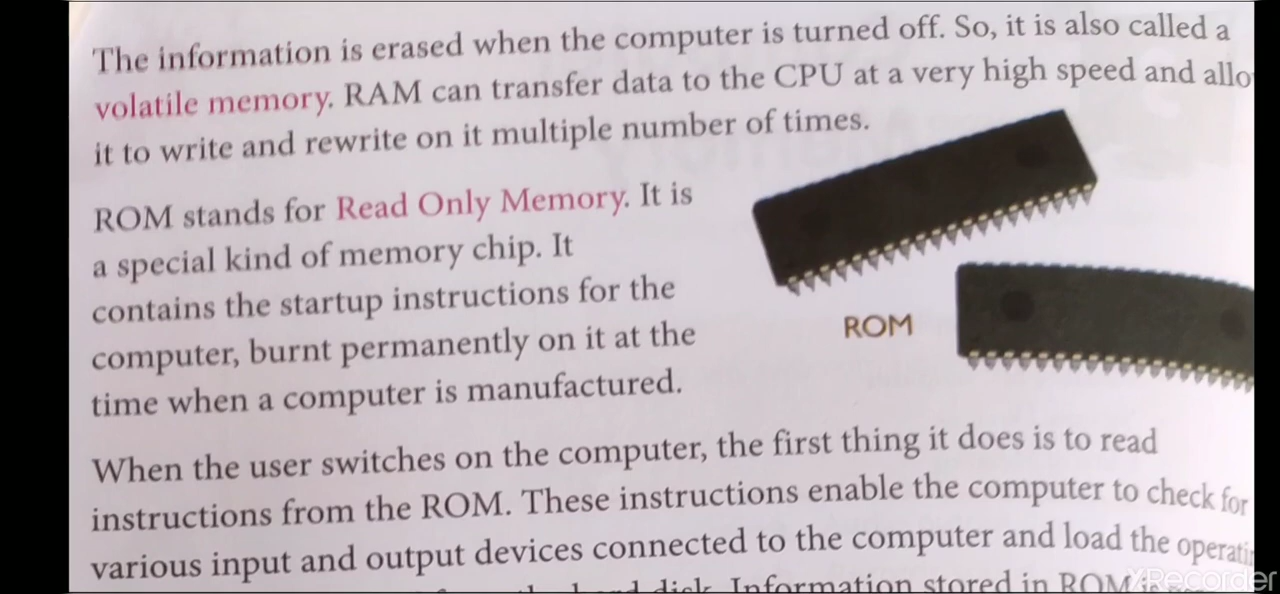 The information is erased when the computer is turned off. So, it is also called a
volatile memory. RAM can transfer data to the CPU at a very high speed and allo
it to write and rewrite on it multiple number of times.
ROM stands for Read Only Memory. It is
a special kind of memory chip. It
contains the startup instructions for the
computer, burnt permanently on it at the
time when a computer is manufactured.
ROM
When the user switches on the computer, the first thing it does is to read
instructions from the ROM. These instructions enable the computer to check for
various input and output devices connected to the computer and load the operatin
disk. Information stored in ROM is
XRecorder